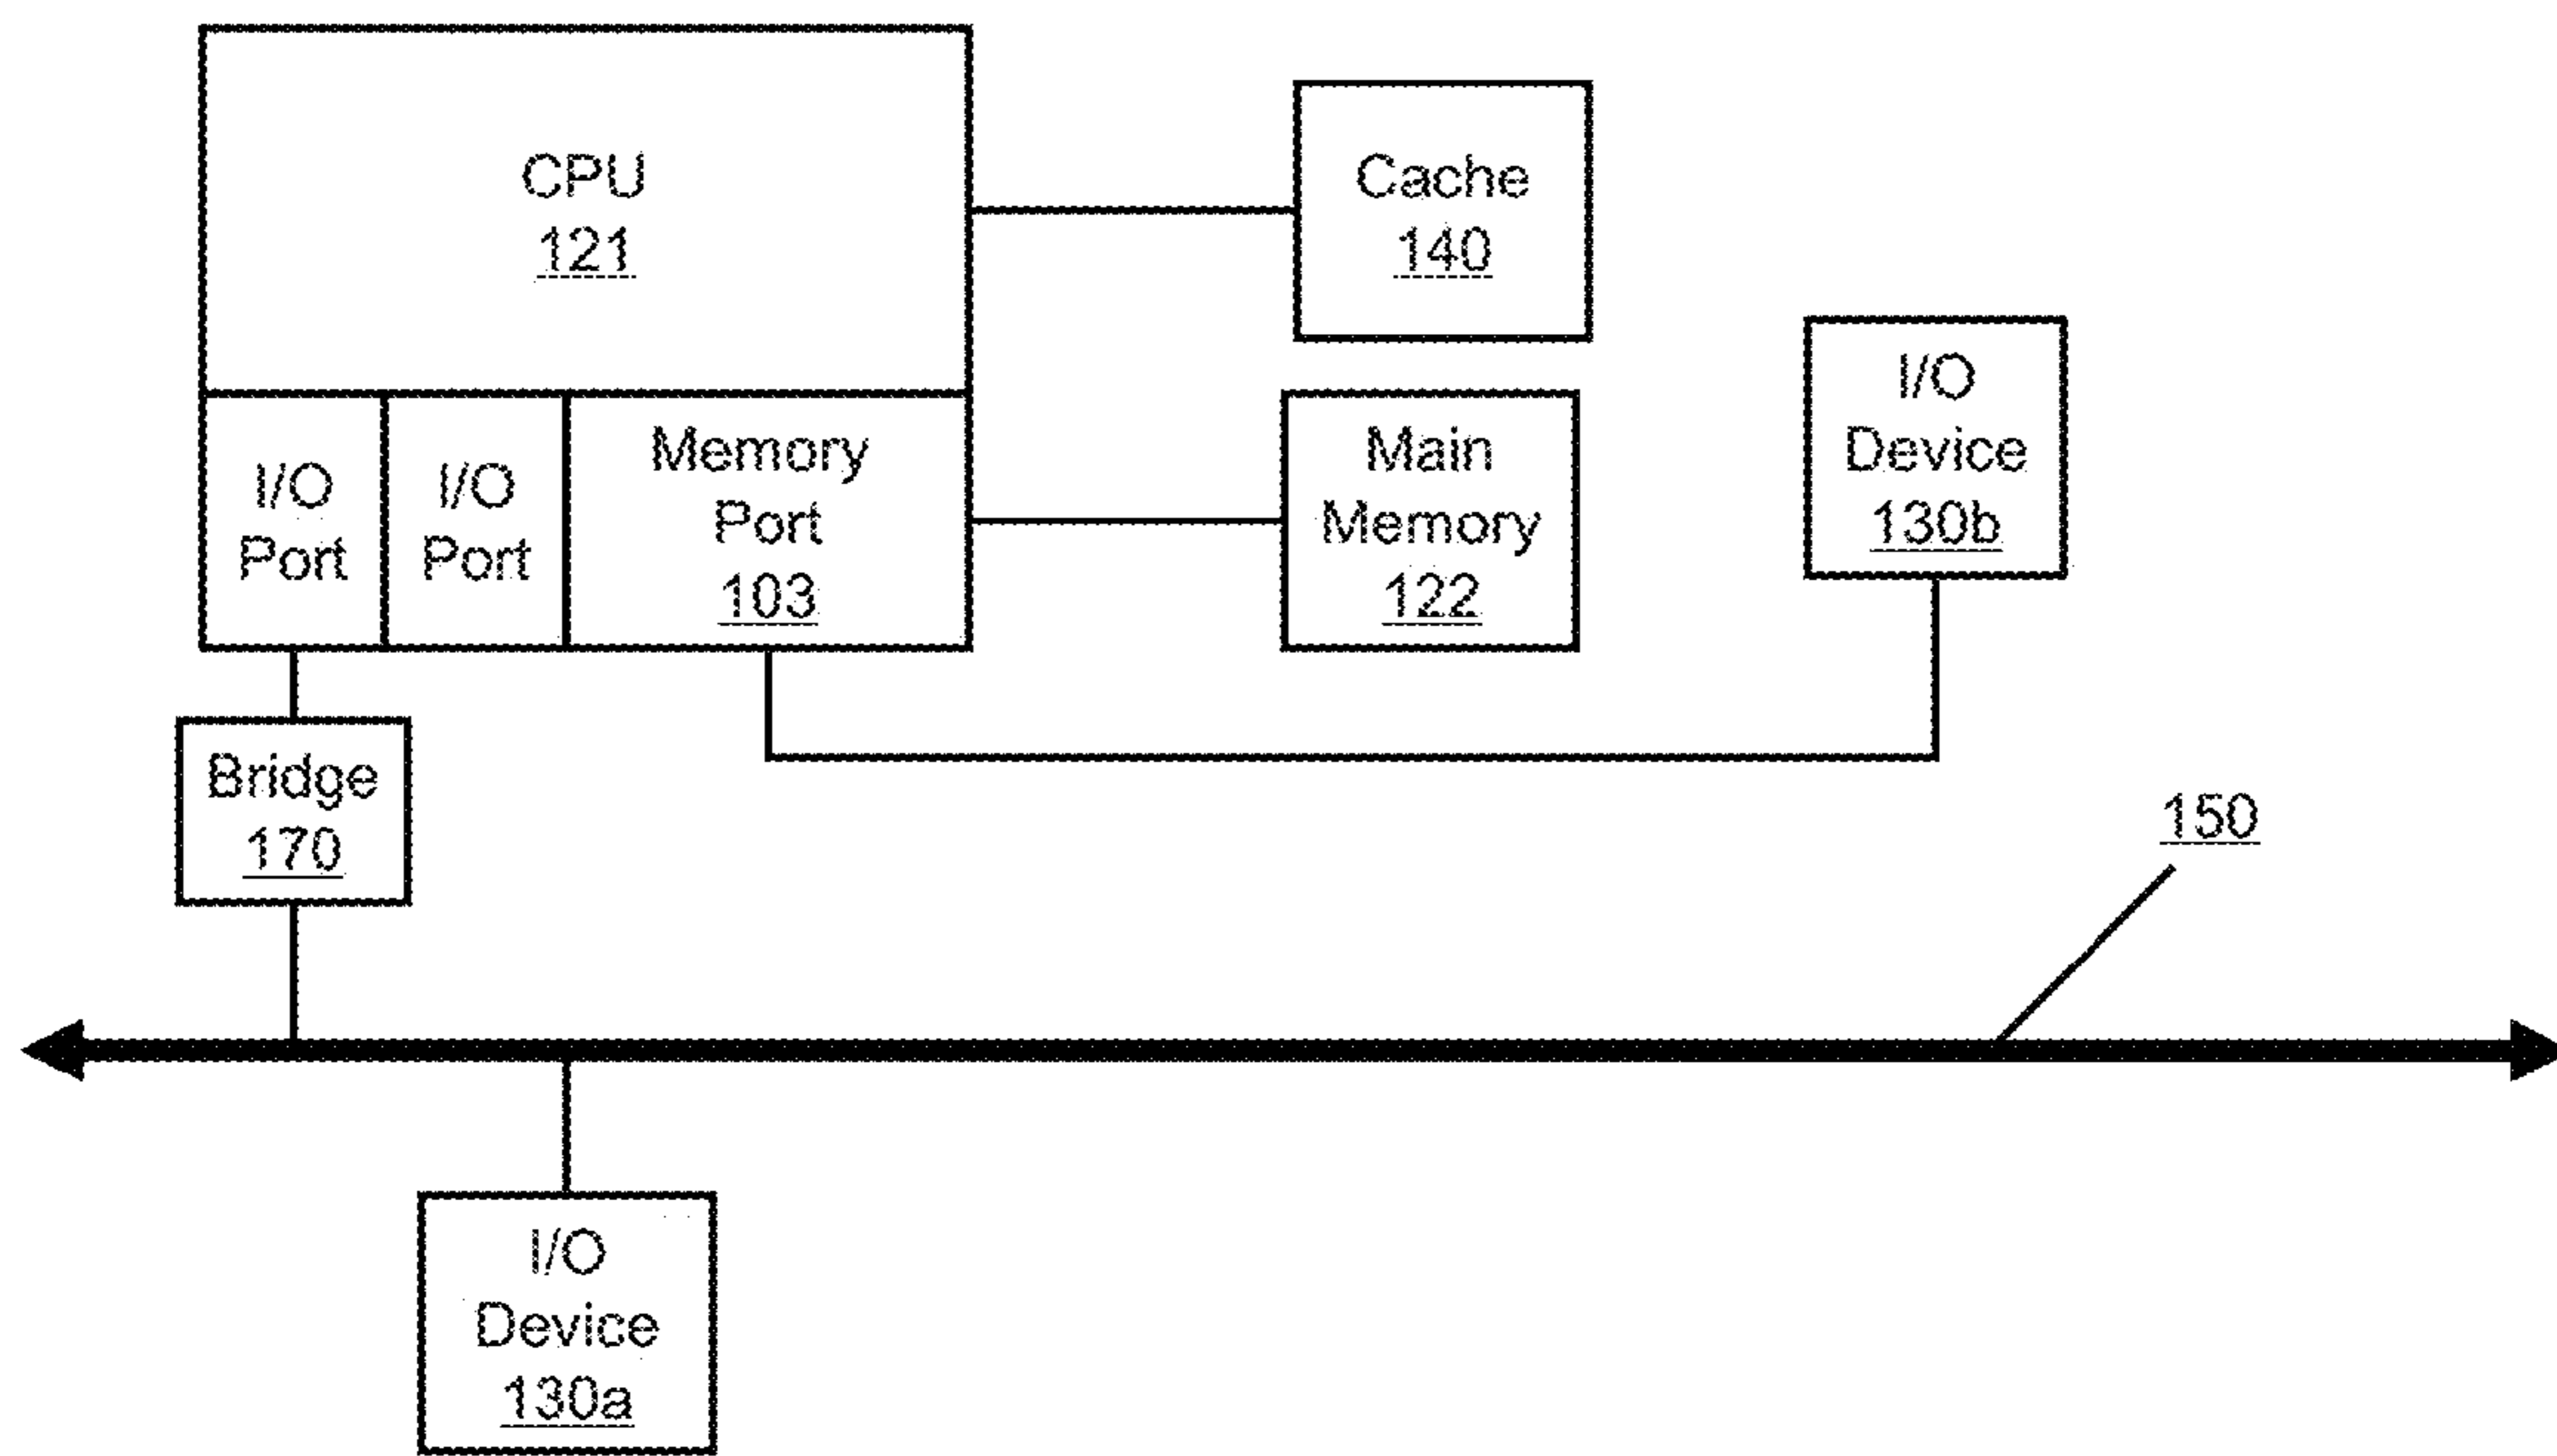 CPU
121
Cache
140
I/O
Port
I/O
Port
Memory
Port
103
Main
Memory
122
I/O
Device
130b
Bridge
170
150
I/O
Device
130a